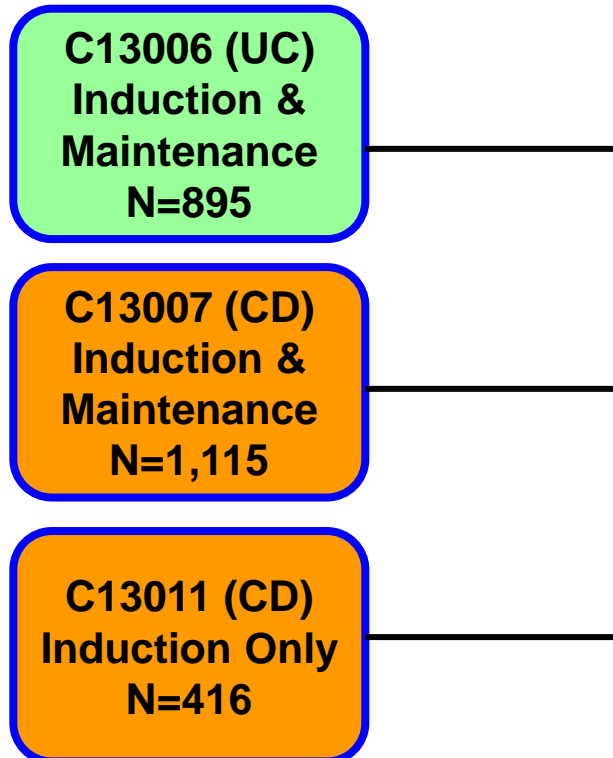 C13006 (UC)
Induction &
Maintenance
N=895
C13007 (CD)
Induction &
Maintenance
N=1,115
C13011 (CD)
Induction Only
N=416